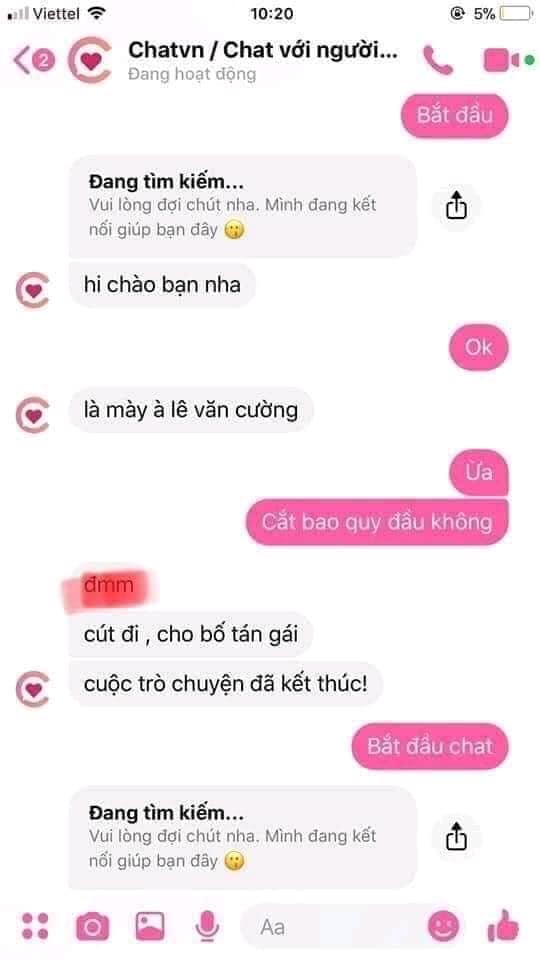 Viettel 10:20 5%
2 Chatvn / Chat với người...
Đang hoạt động
Bắt đầu
Đang tìm kiếm...
Vui lòng đợi chút nha. Mình đang kết
nối giúp bạn đây
hi chào bạn nha
Ok
là mày à lê văn cường
Ừa
Cắt bao quy đầu không
đmm
cút đi , cho bố tán gái
cuộc trò chuyện đã kết thúc!
Bắt đầu chat
Đang tìm kiếm...
Vui lòng đợi chút nha. Mình đang kết
nối giúp bạn đây
Aa